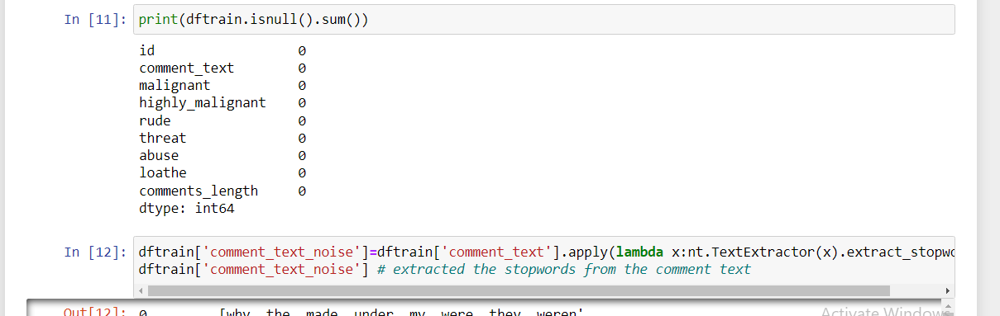 In [11]: print(dftrain.isnull().sum())
id 0
comment_text 0
malignant 0
highly_malignant 0
rude 0
threat 0
abuse 0
loathe 0
comments_length 0
dtype: int64
In [12]: dftrain['comment_text_noise']=dftrain['comment_text'].apply(lambda x:nt.TextExtractor(x).extract_stopwo
dftrain['comment_text_noise'] # extracted the stopwords from the comment text
Out[12]: 0 [why, the, made, under, my, were, they, weren'
Activate Windows